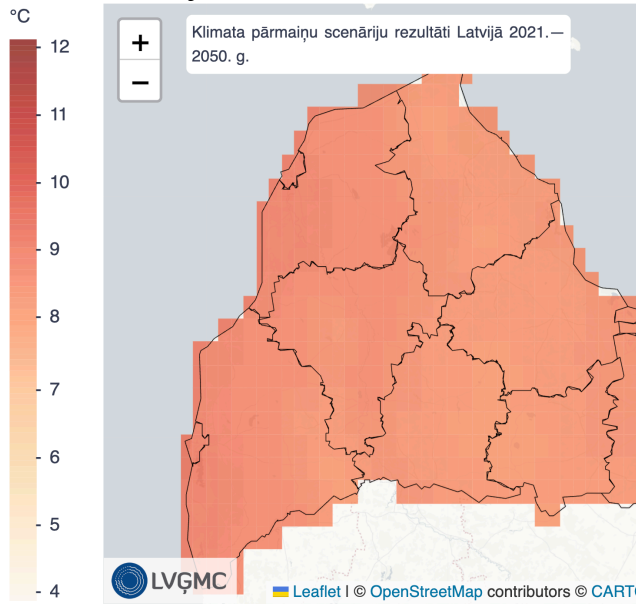 °C
12
11
10
9
8
7
6
5
4
+
−
Klimata pārmaiņu scenāriju rezultāti Latvijā 2021.—
2050. g.
LVĢMC
Leaflet | © OpenStreetMap contributors © CARTO